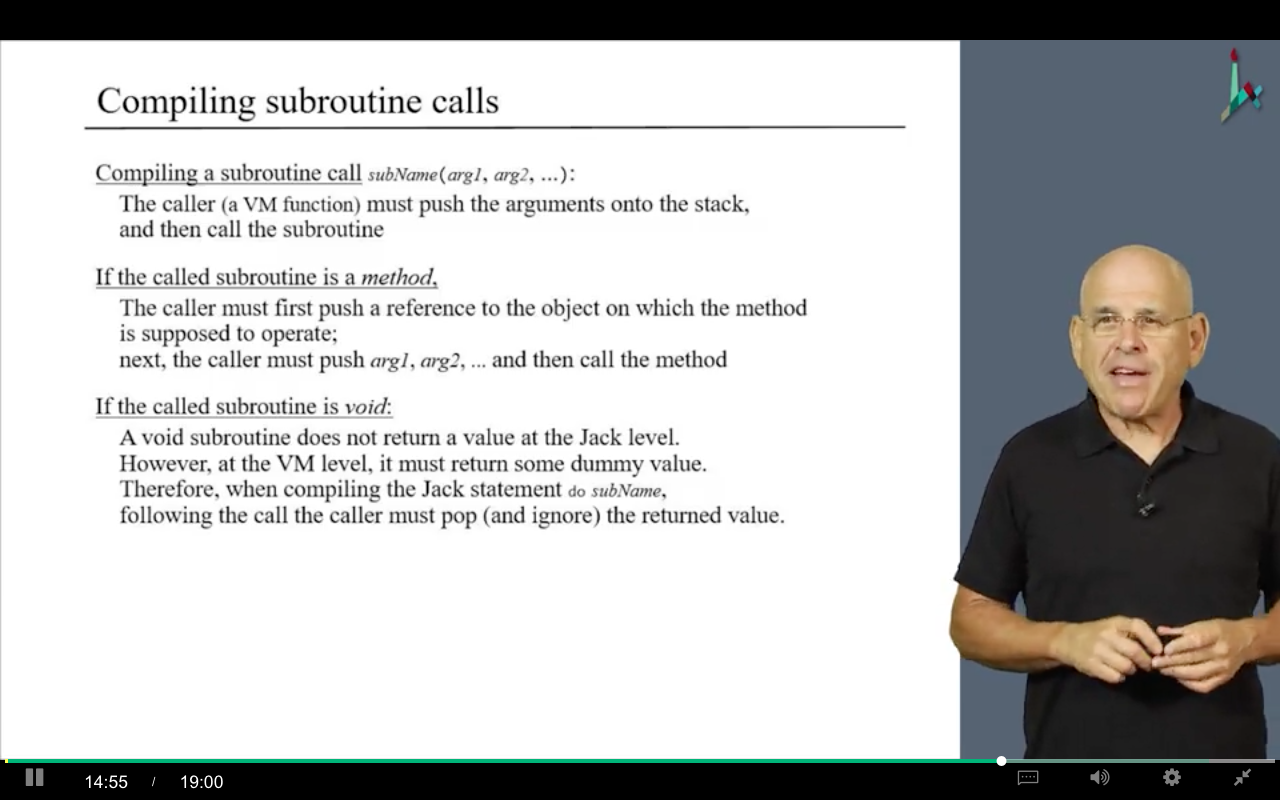 Compiling subroutine calls
Compiling a subroutine call subName(arg1, arg2, ...):
The caller (a VM function) must push the arguments onto the stack,
and then call the subroutine
If the called subroutine is a method,
The caller must first push a reference to the object on which the method
is supposed to operate;
next, the caller must push arg1, arg2, ... and then call the method
If the called subroutine is void:
A void subroutine does not return a value at the Jack level.
However, at the VM level, it must return some dummy value.
Therefore, when compiling the Jack statement do subName,
following the call the caller must pop (and ignore) the returned value.
14:55 / 19:00